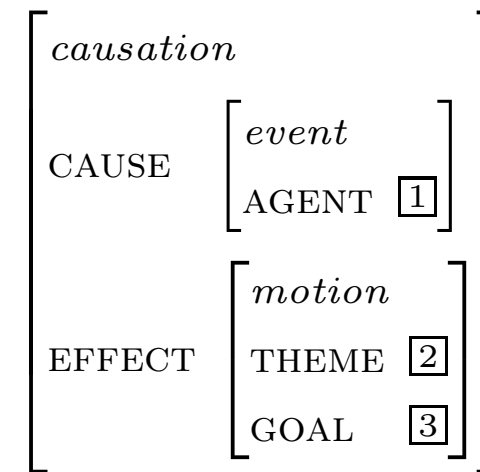 causation
event
CAUSE
AGENT 1
motion
EFFECT THEME 2
GOAL 3